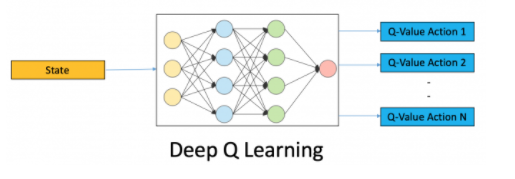 State
Q-Value Action 1
Q-Value Action 2
-
-
Q-Value Action N
Deep Q Learning